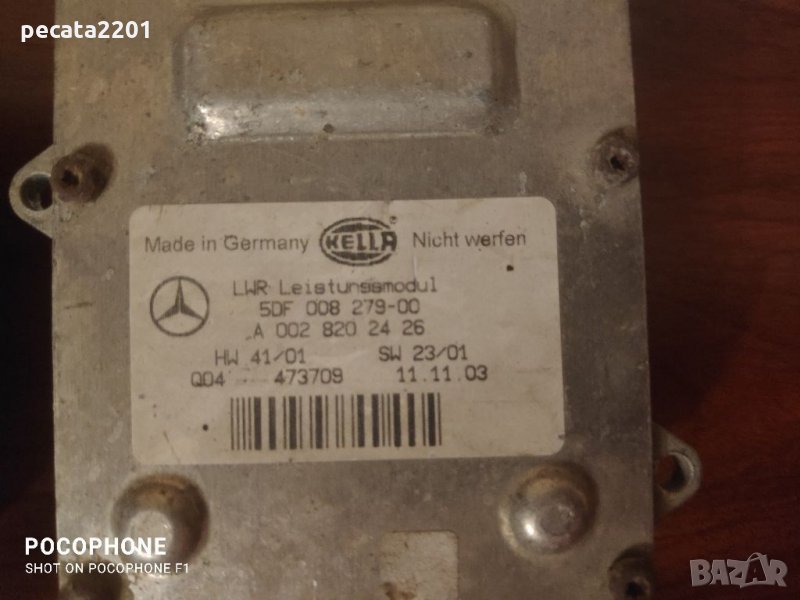 pecata2201
Made in Germany HELLA Nicht werfen
LWR Leistungsmodul
5DF 008 279-00
A 002 820 24 26
HW 41/01 SW 23/01
Q04 473709 11.11.03
POCOPHONE
SHOT ON POCOPHONE F1
BAZAR